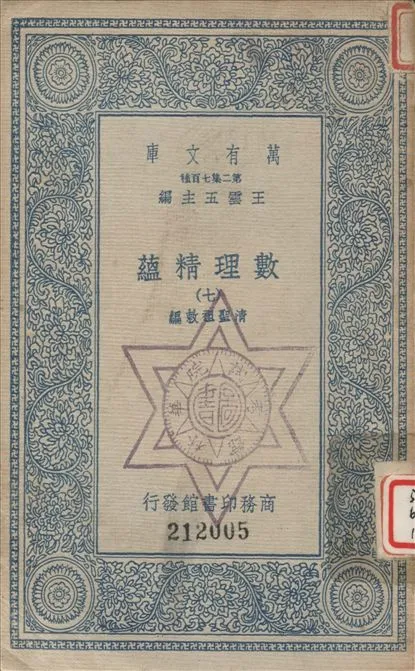 庫文有萬
種百七集二第
編主五雲王
蘊精理數
(七)
編敕祖聖清
行發館書印務商
212005